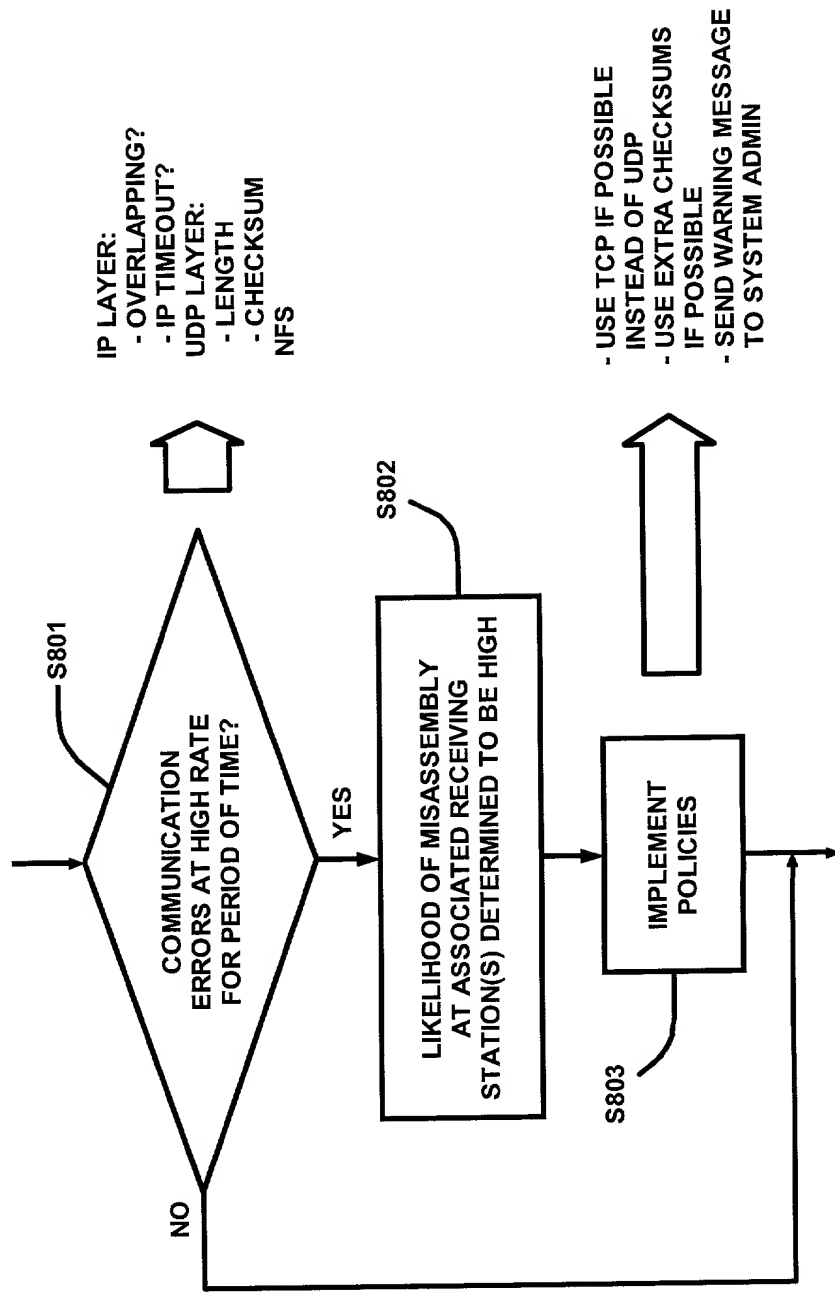 S801
COMMUNICATION
ERRORS AT HIGH RATE
FOR PERIOD OF TIME?
NO
YES
IP LAYER:
- OVERLAPPING?
- IP TIMEOUT?
UDP LAYER:
- LENGTH
- CHECKSUM
NFS
S802
LIKELIHOOD OF MISASSEMBLY
AT ASSOCIATED RECEIVING
STATION(S) DETERMINED TO BE HIGH
S803
IMPLEMENT
POLICIES
- USE TCP IF POSSIBLE
INSTEAD OF UDP
- USE EXTRA CHECKSUMS
IF POSSIBLE
- SEND WARNING MESSAGE
TO SYSTEM ADMIN